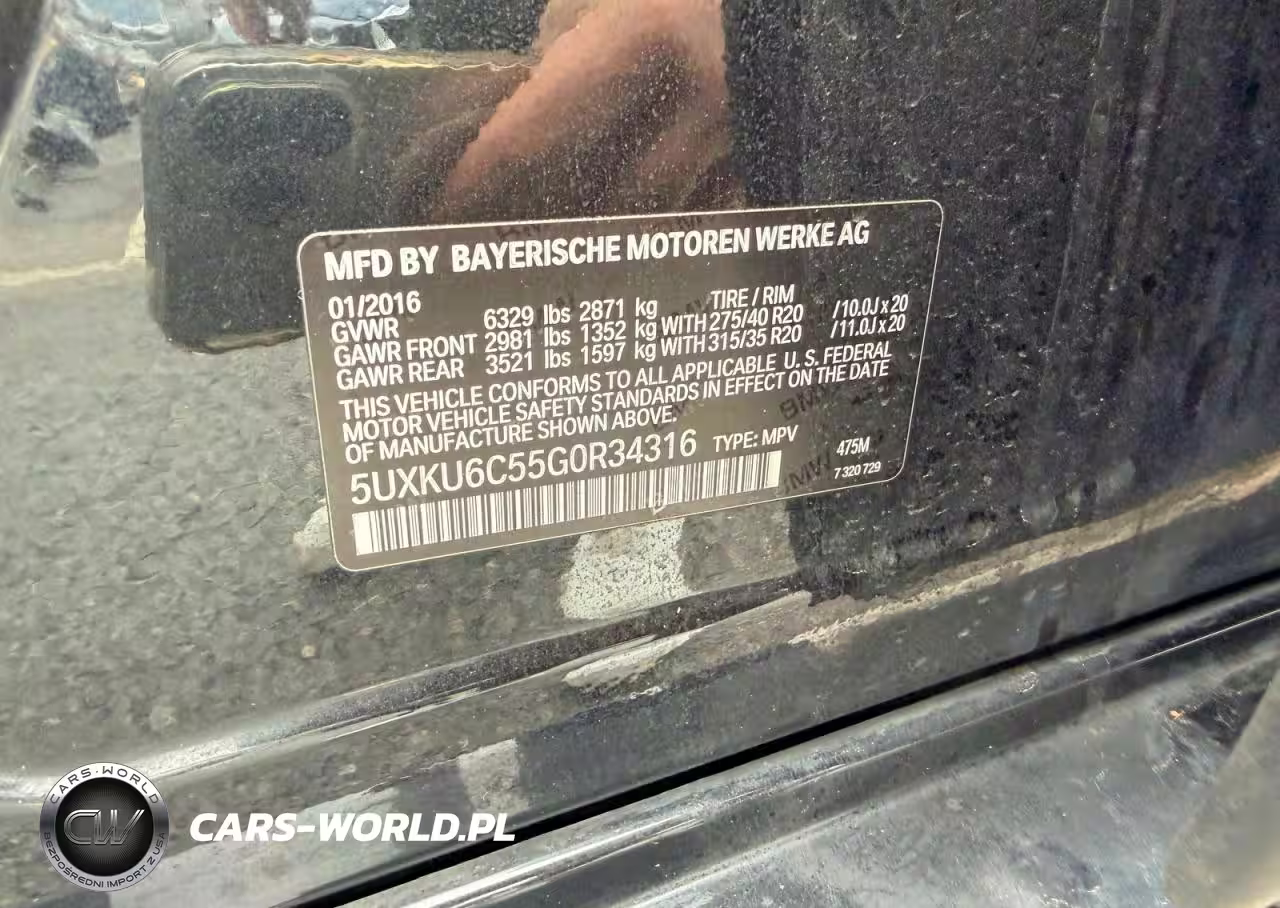 MFD BY BAYERISCHE MOTOREN WERKE AG
01/2016 TIRE / RIM
GVWR 6329 lbs 2871 kg
GAWR FRONT 2981 lbs 1352 kg WITH 275/40 R20 /10.0J x 20
GAWR REAR 3521 lbs 1597 kg WITH 315/35 R20 /11.0J x 20
THIS VEHICLE CONFORMS TO ALL APPLICABLE U. S. FEDERAL
MOTOR VEHICLE SAFETY STANDARDS IN EFFECT ON THE DATE
OF MANUFACTURE SHOWN ABOVE.
5UXKU6C55G0R34316 TYPE: MPV 475M
7 320 729
CARS-WORLD
CW
BEZPOŚREDNI IMPORT Z USA
CARS-WORLD.PL